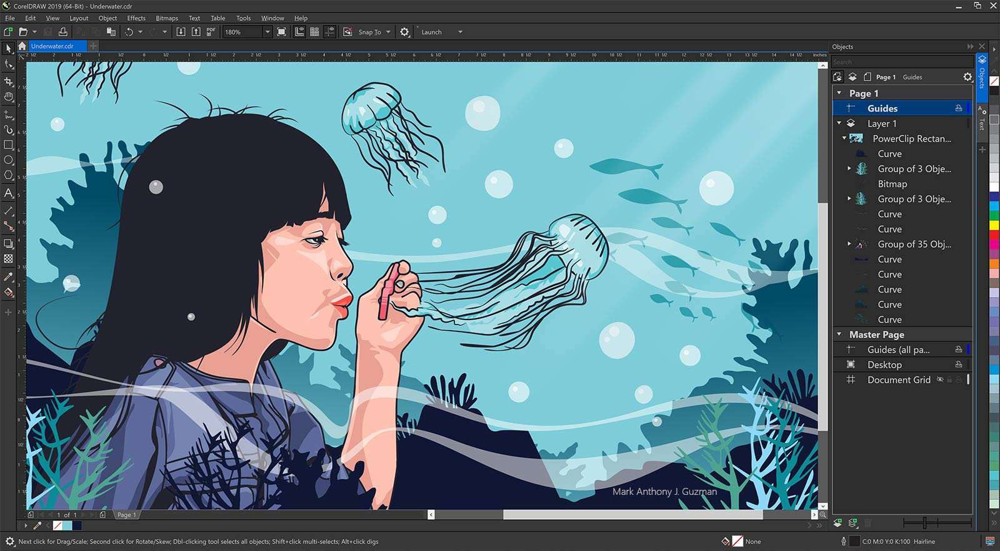 CorelDRAW 2019 (64-Bit) - Underwater.cdr
File Edit View Layout Object Effects Bitmaps Text Table Tools Window Help
PDF 180% Snap To Launch
Underwater.cdr
Objects
inches
Search
Page 1 Guides
Page 1
Guides
Layer 1
PowerClip Rectan...
Curve
Group of 3 Obje...
Bitmap
Group of 3 Obje...
Curve
Curve
Group of 35 Obj...
Curve
Curve
Curve
Curve
Curve
Master Page
Guides (all pa...
Desktop
Document Grid
Objects
Text
Mark Anthony J. Guzman
1 of 1 Page 1
Next click for Drag/Scale; Second click for Rotate/Skew; Dbl-clicking tool selects all objects; Shift+click multi-selects; Alt+click digs
None
C:0 M:0 Y:0 K:100 Hairline